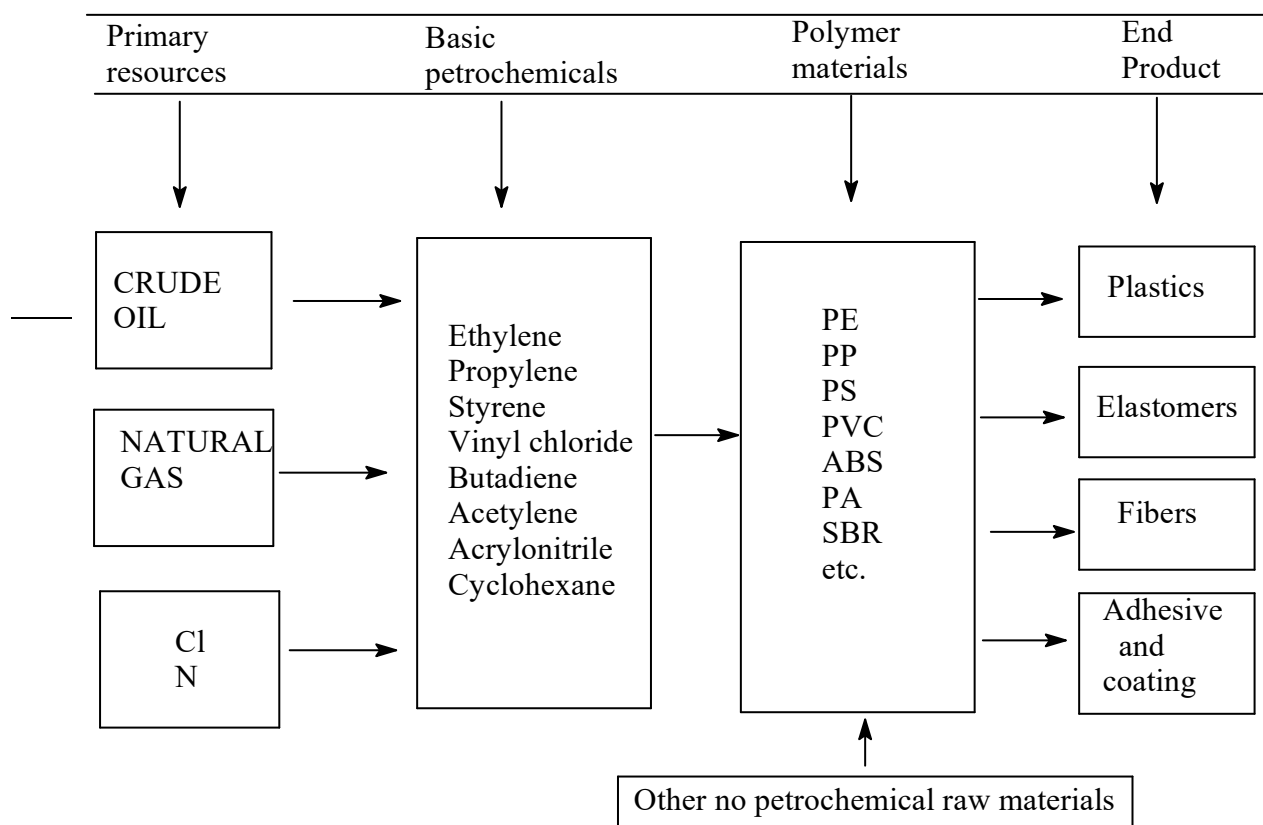 Primary
resources
Basic
petrochemicals
Polymer
materials
End
Product
CRUDE
OIL
NATURAL
GAS
Cl
N
Ethylene
Propylene
Styrene
Vinyl chloride
Butadiene
Acetylene
Acrylonitrile
Cyclohexane
PE
PP
PS
PVC
ABS
PA
SBR
etc.
Plastics
Elastomers
Fibers
Adhesive
and
coating
Other no petrochemical raw materials